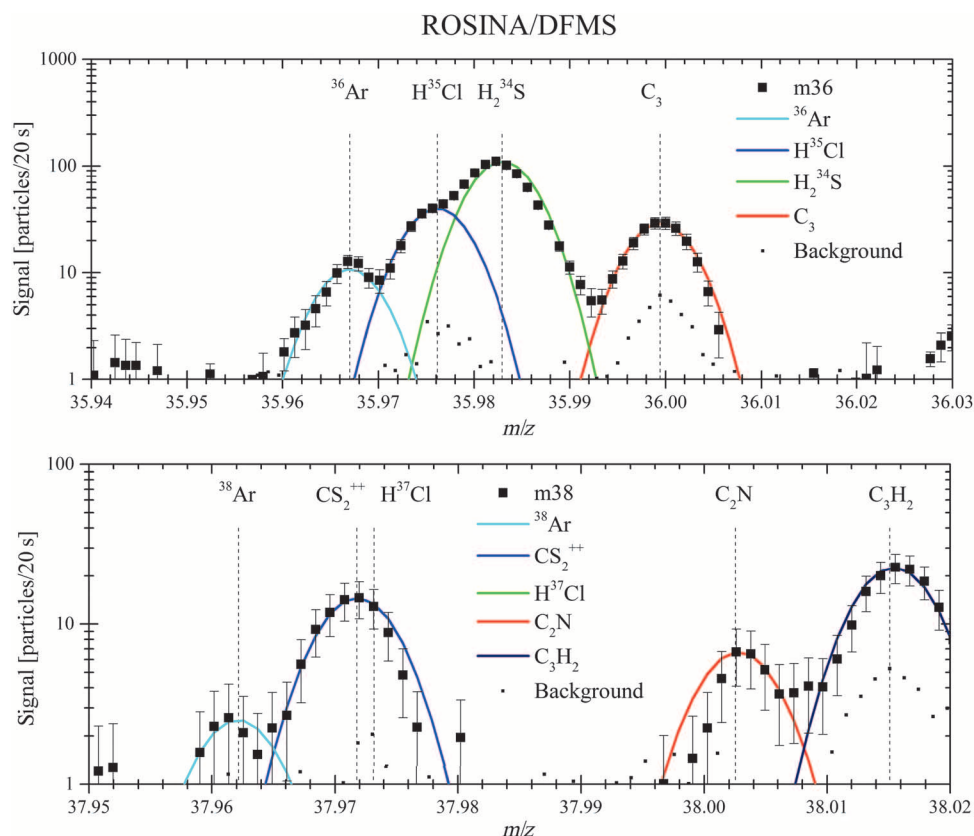 ROSINA/DFMS
1000
100
10
1
Signal [particles/20 s]
³⁶Ar H³⁵Cl H₂³⁴S C₃
m36
³⁶Ar
H³⁵Cl
H₂³⁴S
C₃
Background
35.94 35.95 35.96 35.97 35.98 35.99 36.00 36.01 36.02 36.03
m/z
100
10
1
Signal [particles/20 s]
³⁸Ar CS₂⁺⁺ H³⁷Cl C₂N C₃H₂
m38
³⁸Ar
CS₂⁺⁺
H³⁷Cl
C₂N
C₃H₂
Background
37.95 37.96 37.97 37.98 37.99 38.00 38.01 38.02
m/z